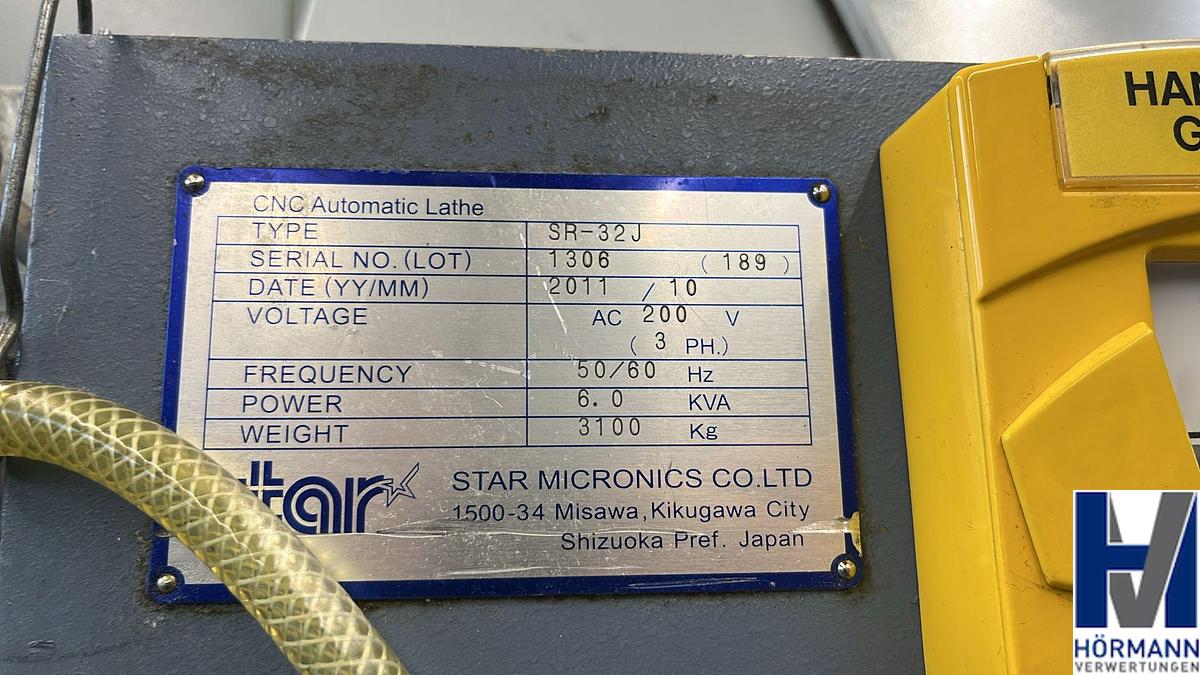 CNC Automatic Lathe
TYPE SR-32J
SERIAL NO.(LOT) 1306 (189)
DATE (YY/MM) 2011 / 10
VOLTAGE AC 200 V
(3 PH.)
FREQUENCY 50/60 Hz
POWER 6.0 KVA
WEIGHT 3100 Kg
star
STAR MICRONICS CO.LTD
1500-34 Misawa,Kikugawa City
Shizuoka Pref. Japan
HÖRMANN
VERWERTUNGEN